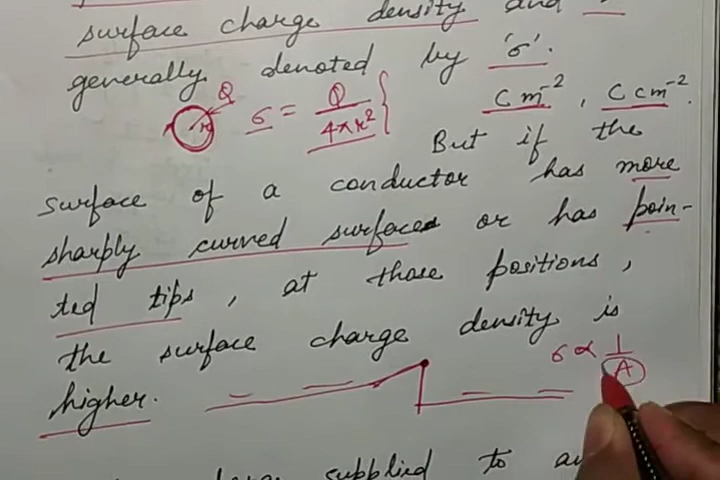 surface charge density and
generally denoted by 'σ'.
Q
r σ = Q / 4πr² } C m⁻², C cm⁻².
But if the
surface of a conductor has more
sharply curved surface or has poin-
ted tips, at those positions,
the surface charge density is
σ ∝ 1 / A
higher.
supplied to